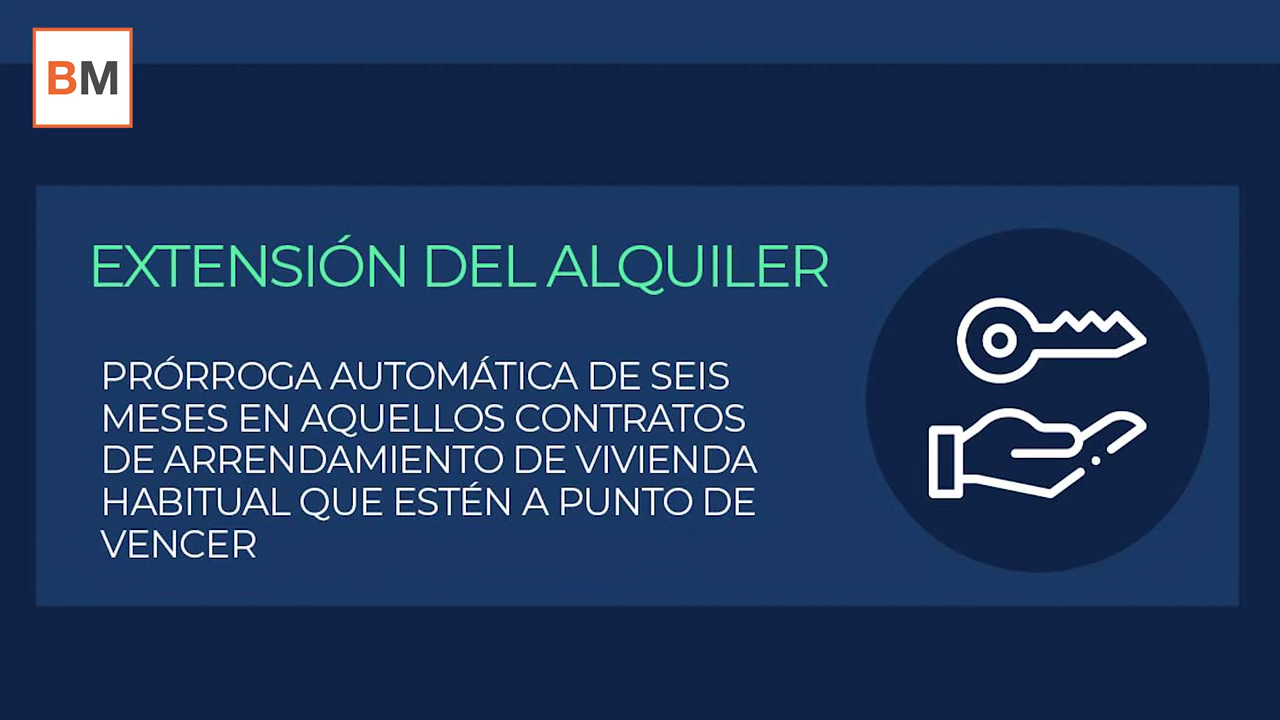 BM
EXTENSIÓN DEL ALQUILER
PRÓRROGA AUTOMÁTICA DE SEIS
MESES EN AQUELLOS CONTRATOS
DE ARRENDAMIENTO DE VIVIENDA
HABITUAL QUE ESTÉN A PUNTO DE
VENCER